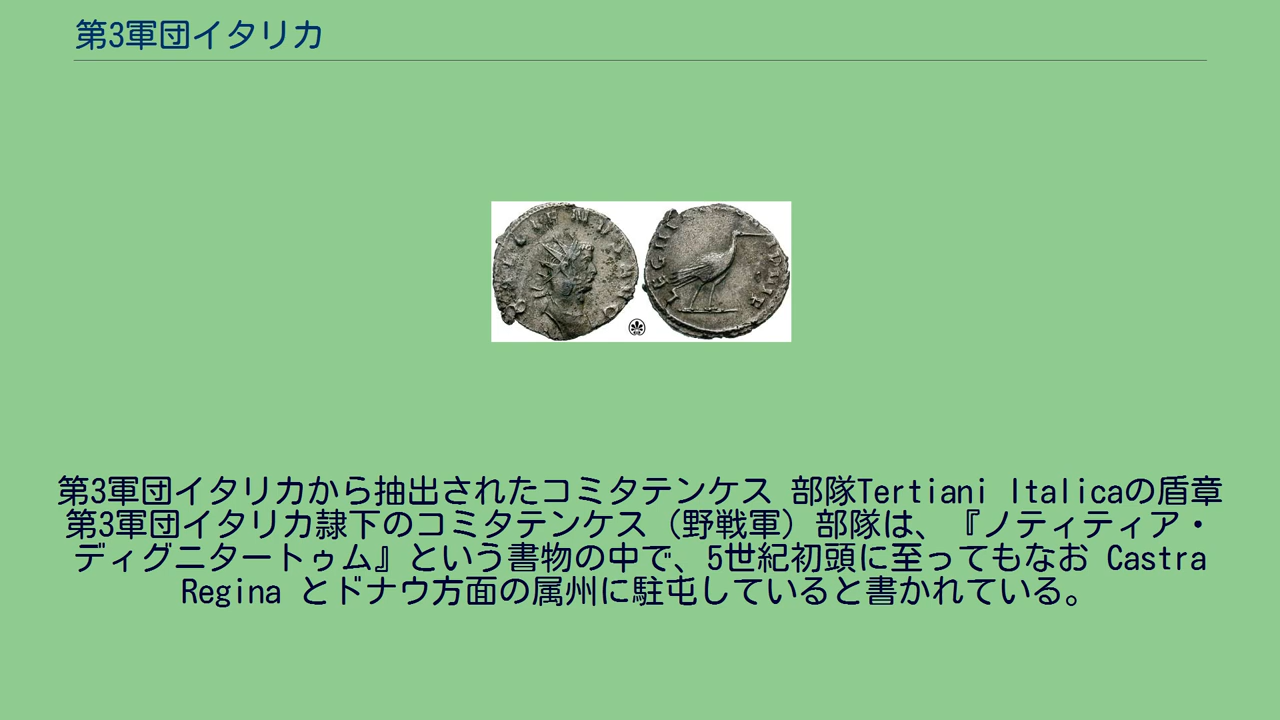 第3軍団イタリカ
第3軍団イタリカから抽出されたコミタテンケス 部隊Tertiani Italicaの盾章
第3軍団イタリカ隷下のコミタテンケス（野戦軍）部隊は、『ノティティア・
ディグニタートゥム』という書物の中で、5世紀初頭に至ってもなお Castra
Regina とドナウ方面の属州に駐屯していると書かれている。